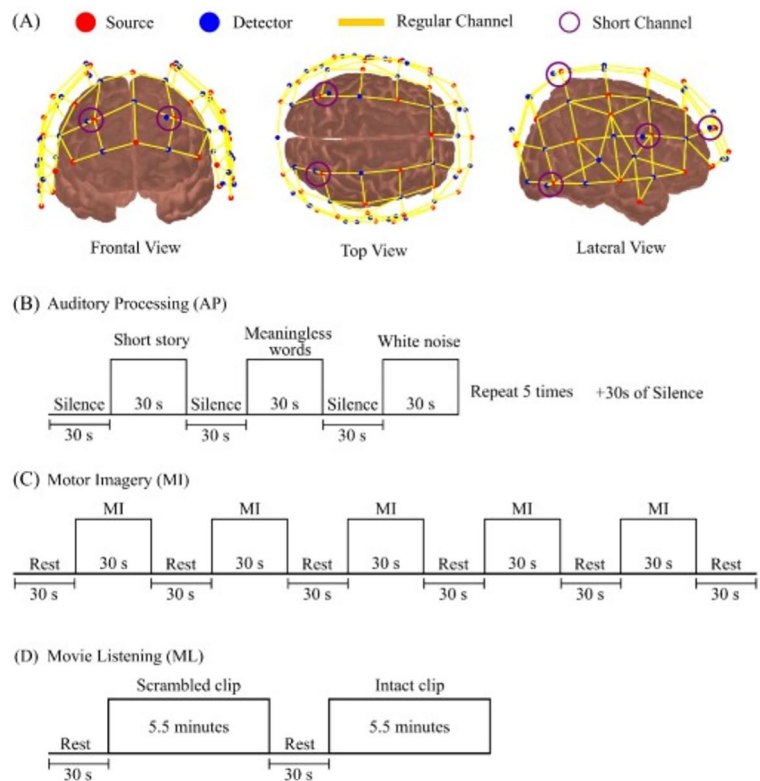 (A) Source Detector Regular Channel Short Channel
Frontal View Top View Lateral View
(B) Auditory Processing (AP)
Short story Meaningless words White noise
Silence 30 s Silence 30 s Silence 30 s Repeat 5 times +30s of Silence
30 s 30 s 30 s
(C) Motor Imagery (MI)
MI MI MI MI MI
Rest 30 s Rest 30 s Rest 30 s Rest 30 s Rest 30 s Rest
30 s 30 s 30 s 30 s 30 s 30 s
(D) Movie Listening (ML)
Scrambled clip Intact clip
Rest 5.5 minutes Rest 5.5 minutes
30 s 30 s